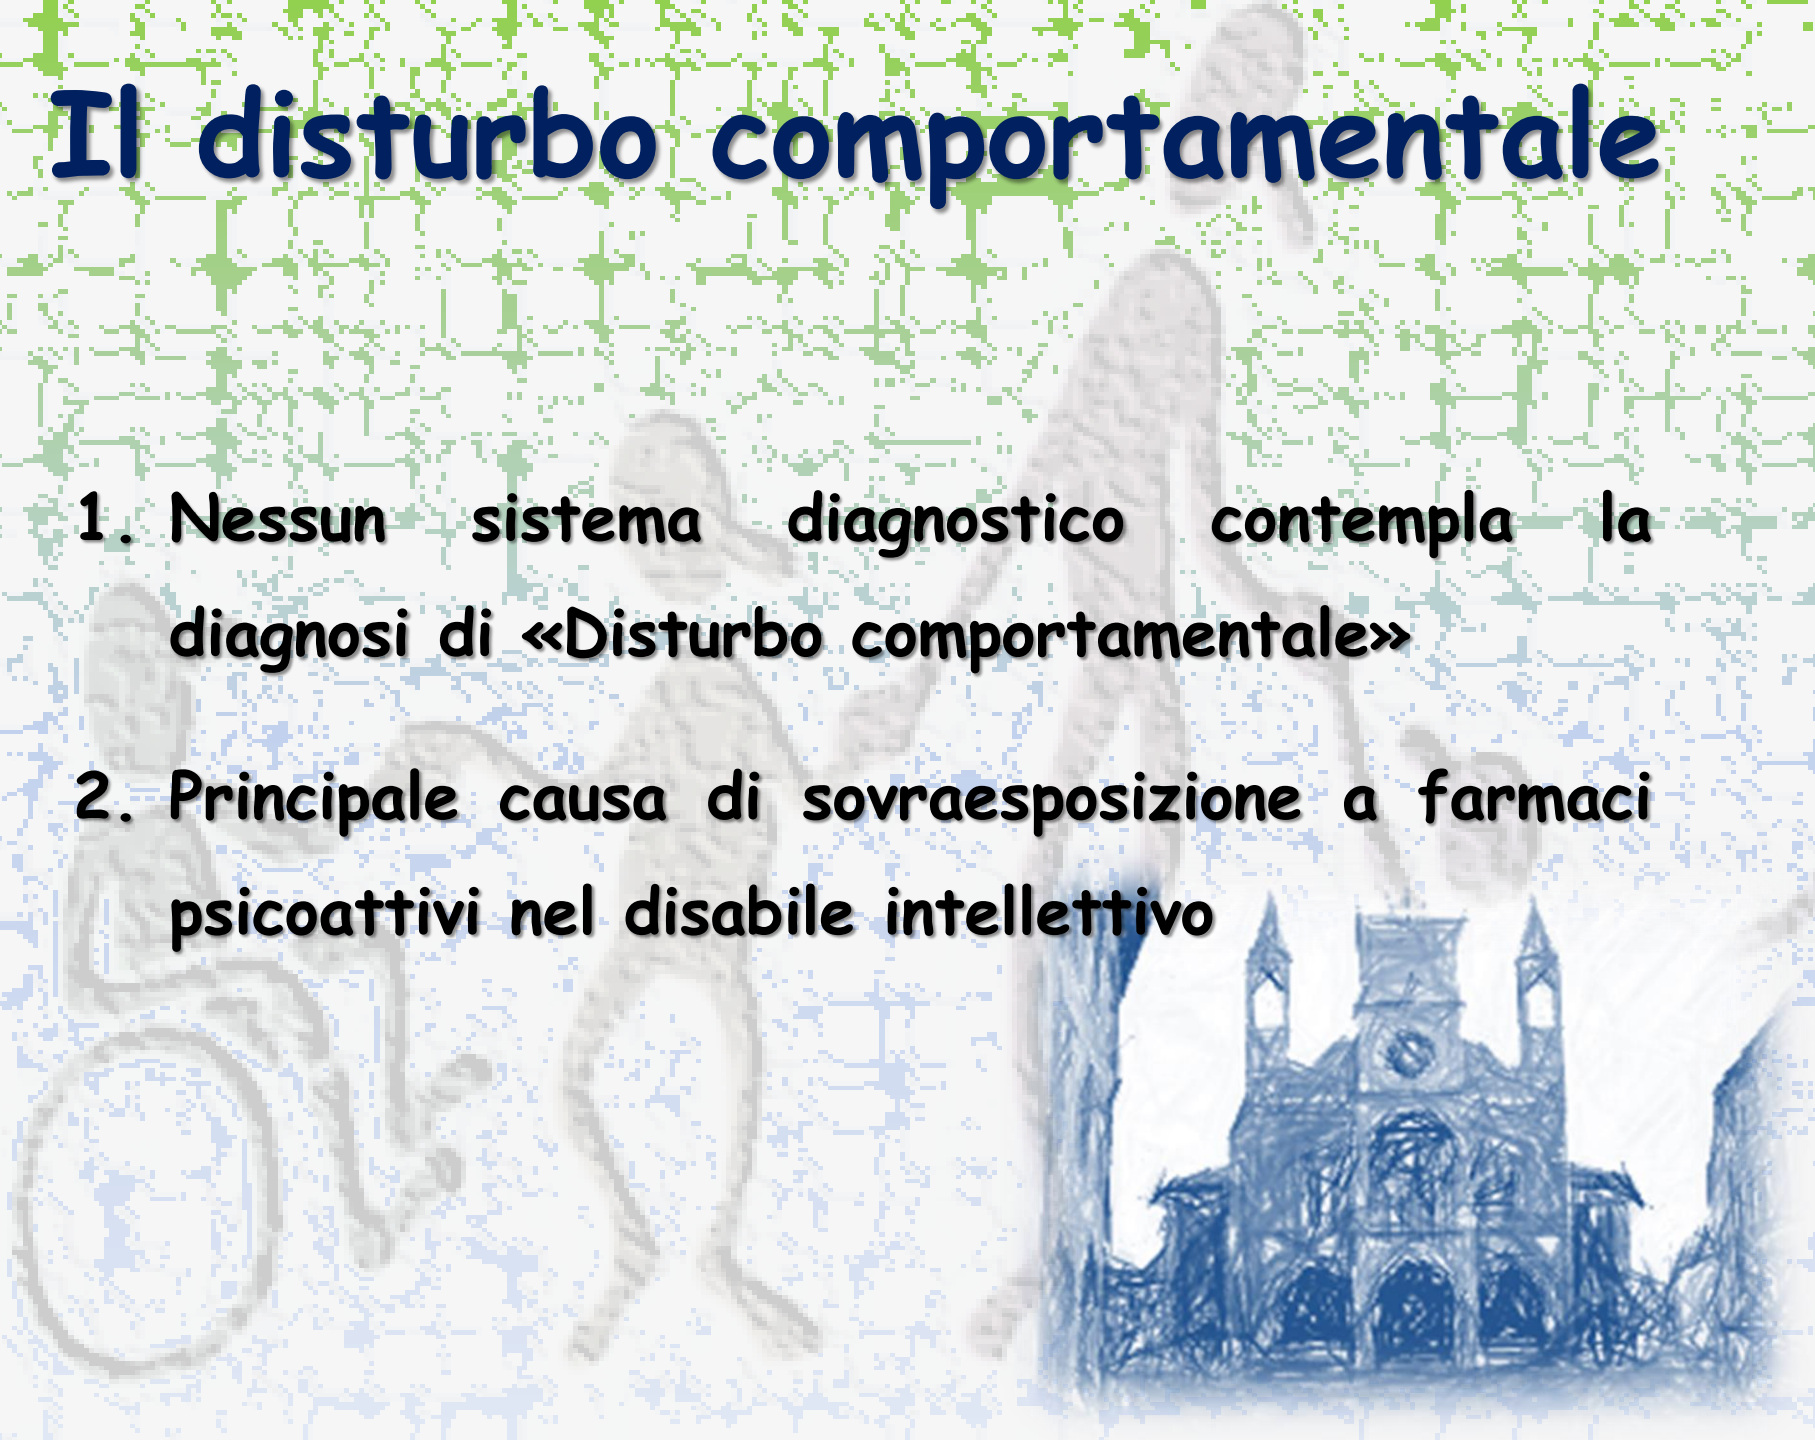 Il disturbo comportamentale
1. Nessun sistema diagnostico contempla la
diagnosi di «Disturbo comportamentale»
2. Principale causa di sovraesposizione a farmaci
psicoattivi nel disabile intellettivo